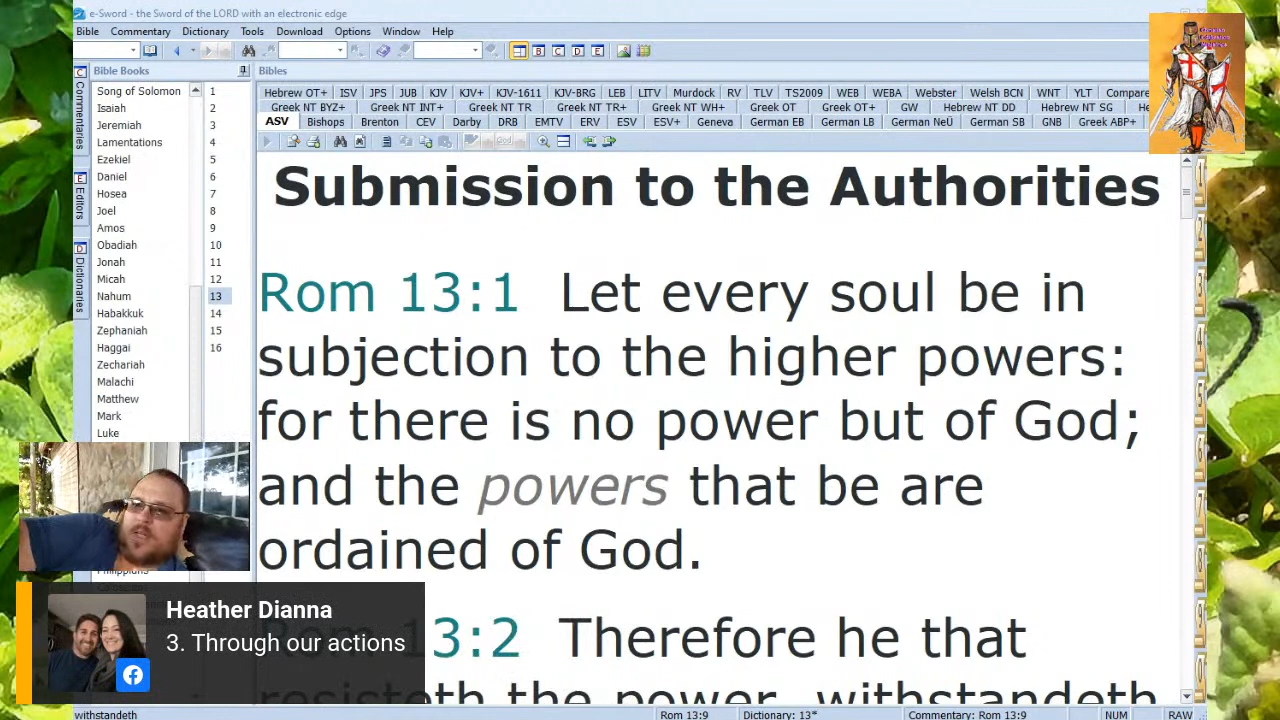 e-Sword - the Sword of the LORD with an electronic edge
Bible Commentary Dictionary Tools Download Options Window Help
Bible Books
Bibles
Commentaries
Editors
Dictionaries
Song of Solomon 1
Isaiah 2
Jeremiah 3
Lamentations 4
Ezekiel 5
Daniel 6
Hosea 7
Joel 8
Amos 9
Obadiah 10
Jonah 11
Micah 12
Nahum 13
Habakkuk 14
Zephaniah 15
Haggai 16
Zechariah
Malachi
Matthew
Mark
Luke
Hebrew OT+ ISV JPS JUB KJV KJV+ KJV-1611 KJV-BRG LEB LITV Murdock RV TLV TS2009 WEB WEBA Webster Welsh BCN WNT YLT Compare
Greek NT BYZ+ Greek NT INT+ Greek NT TR Greek NT TR+ Greek NT WH+ Greek OT Greek OT+ GW Hebrew NT DD Hebrew NT SG He
ASV Bishops Brenton CEV Darby DRB EMTV ERV ESV ESV+ Geneva German EB German LB German NeÜ German SB GNB Greek ABP+
Submission to the Authorities
Rom 13:1 Let every soul be in
subjection to the higher powers:
for there is no power but of God;
and the powers that be are
ordained of God.
13:2 Therefore he that
resisteth the power, withstandeth
Heather Dianna
3. Through our actions
withstandeth Rom 13:9 Dictionary: 13* Commentary: Rom 13:9 NUM RAW